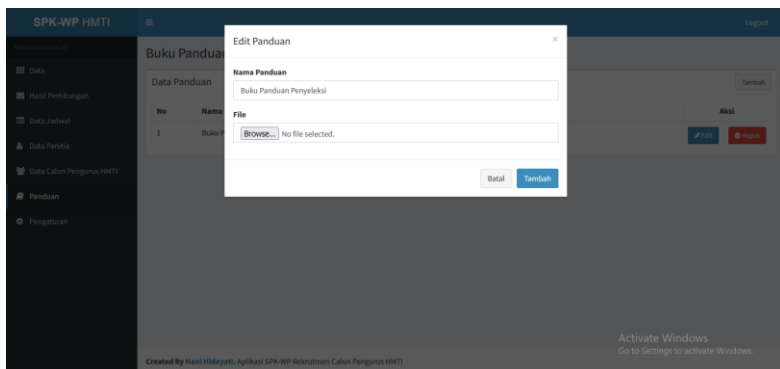 SPK-WP HMTI
Logout
MAIN NAVIGATION
Data
Hasil Perhitungan
Data Jadwal
Data Panitia
Data Calon Pengurus HMTI
Panduan
Pengaturan
Buku Panduan
Data Panduan
Tambah
No
Nama
Aksi
1
Buku P
Edit
Hapus
Edit Panduan
×
Nama Panduan
Buku Panduan Penyeleksi
File
Browse... No file selected.
Batal
Tambah
Activate Windows
Go to Settings to activate Windows.
Created By Hani Hidayati, Aplikasi SPK-WP Rekrutmen Calon Pengurus HMTI